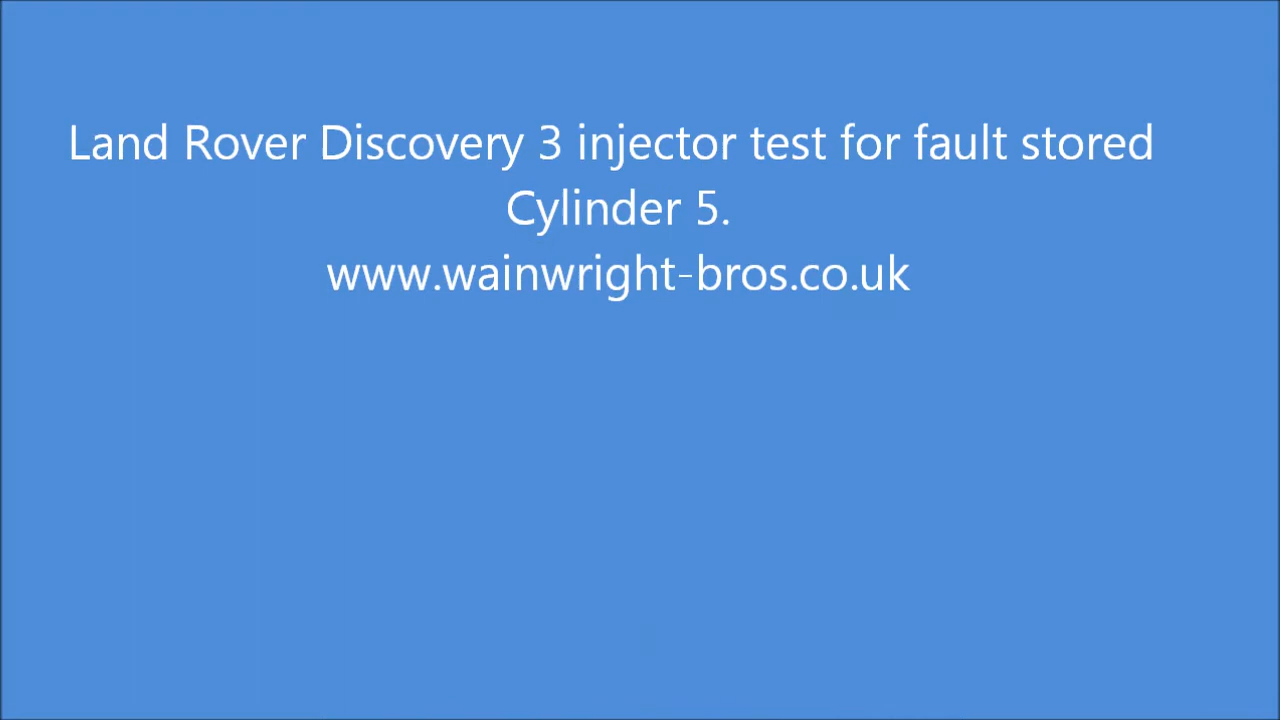 Land Rover Discovery 3 injector test for fault stored
Cylinder 5.
www.wainwright-bros.co.uk